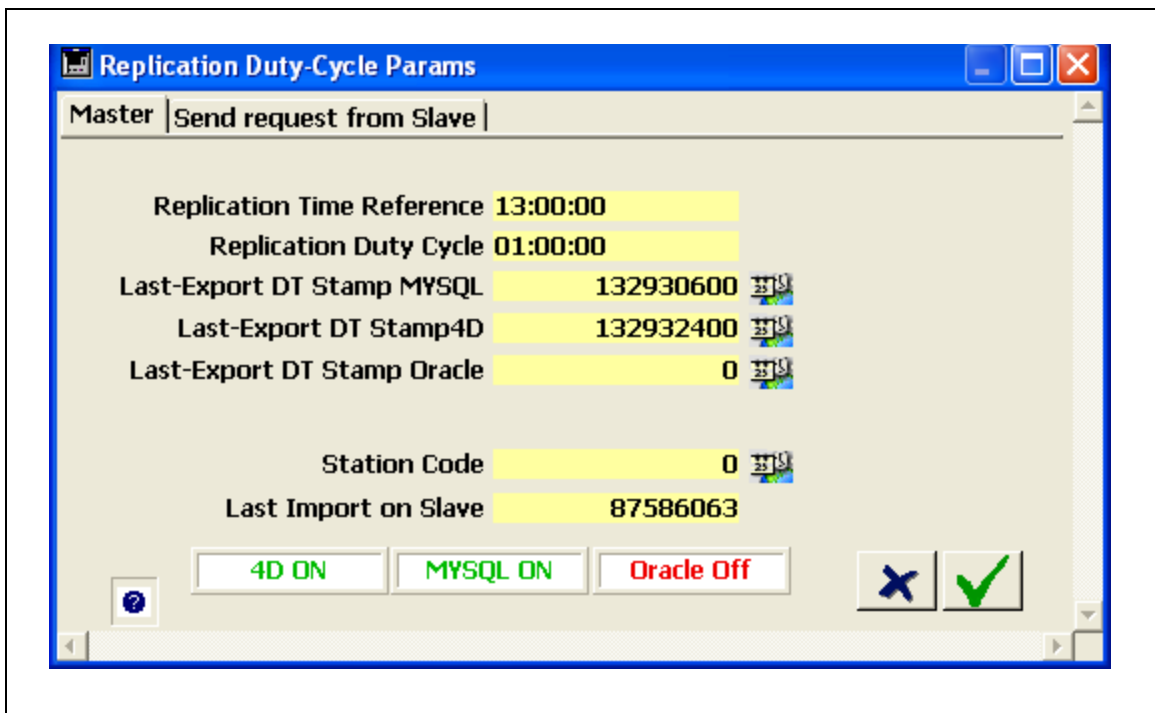 Replication Duty-Cycle Params
Master Send request from Slave
Replication Time Reference 13:00:00
Replication Duty Cycle 01:00:00
Last-Export DT Stamp MYSQL 132930600
Last-Export DT Stamp4D 132932400
Last-Export DT Stamp Oracle 0
Station Code 0
Last Import on Slave 87586063
4D ON MYSQL ON Oracle Off
?